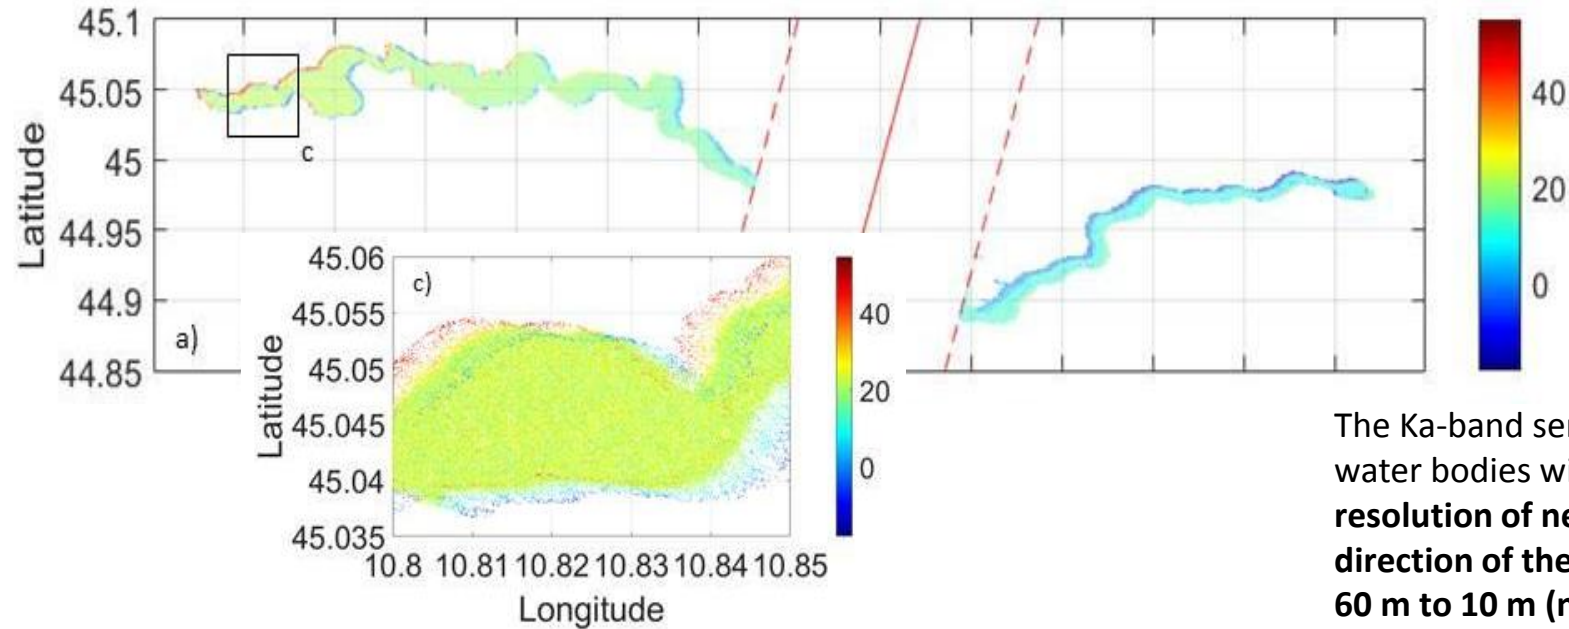 45.1
45.05
45
44.95
44.9
44.85
Latitude
a)
c
40
20
0
45.06
45.055
45.05
45.045
45.04
45.035
Latitude
c)
10.8 10.81 10.82 10.83 10.84 10.85
Longitude
40
20
0
The Ka-band
water bodies
resolution of
direction of the
60 m to 10 m